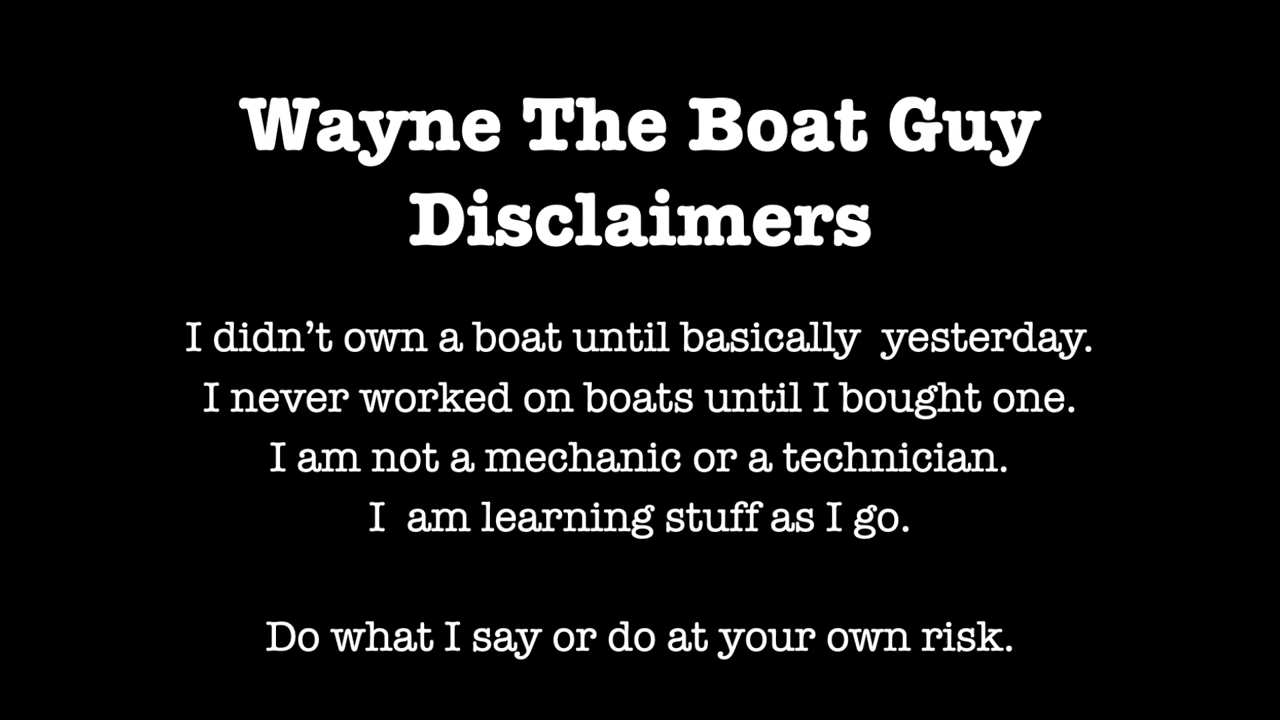 Wayne The Boat Guy
Disclaimers
I didn’t own a boat until basically  yesterday.
I never worked on boats until I bought one.
I am not a mechanic or a technician.
I  am learning stuff as I go.
Do what I say or do at your own risk.